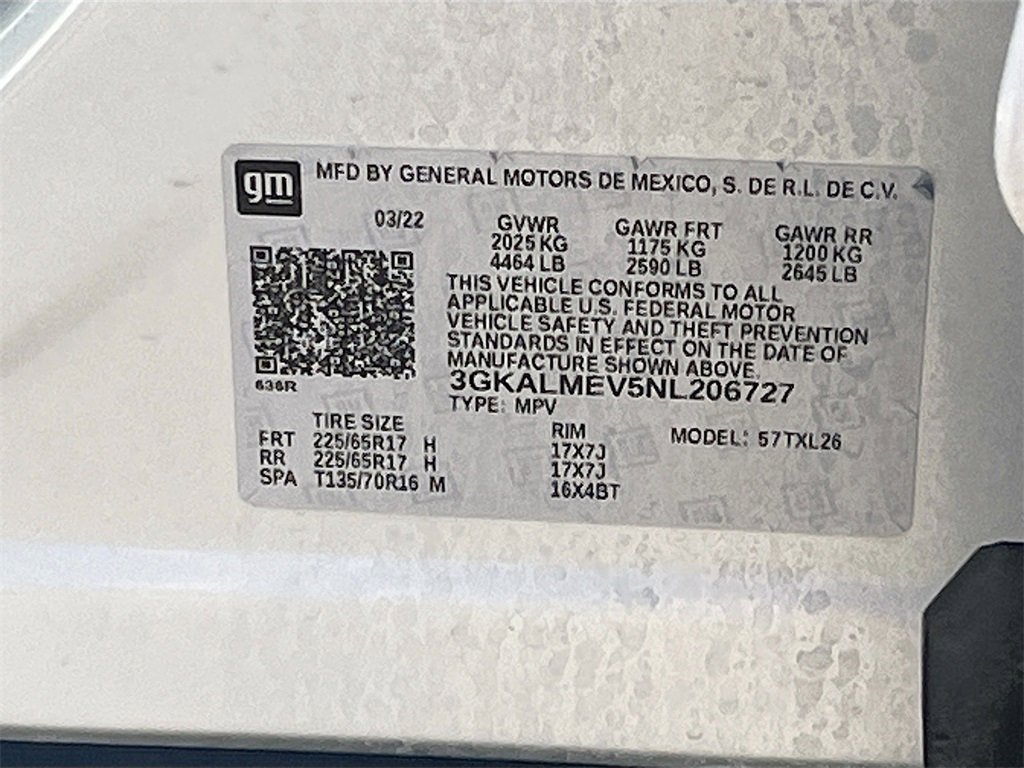 gm MFD BY GENERAL MOTORS DE MEXICO, S. DE R.L. DE C.V.
03/22
GVWR GAWR FRT GAWR RR
2025 KG 1175 KG 1200 KG
4464 LB 2590 LB 2645 LB
THIS VEHICLE CONFORMS TO ALL
APPLICABLE U.S. FEDERAL MOTOR
VEHICLE SAFETY AND THEFT PREVENTION
STANDARDS IN EFFECT ON THE DATE OF
MANUFACTURE SHOWN ABOVE.
636R
3GKALMEV5NL206727
TYPE: MPV
TIRE SIZE RIM MODEL: 57TXL26
FRT 225/65R17 H 17X7J
RR 225/65R17 H 17X7J
SPA T135/70R16 M 16X4BT